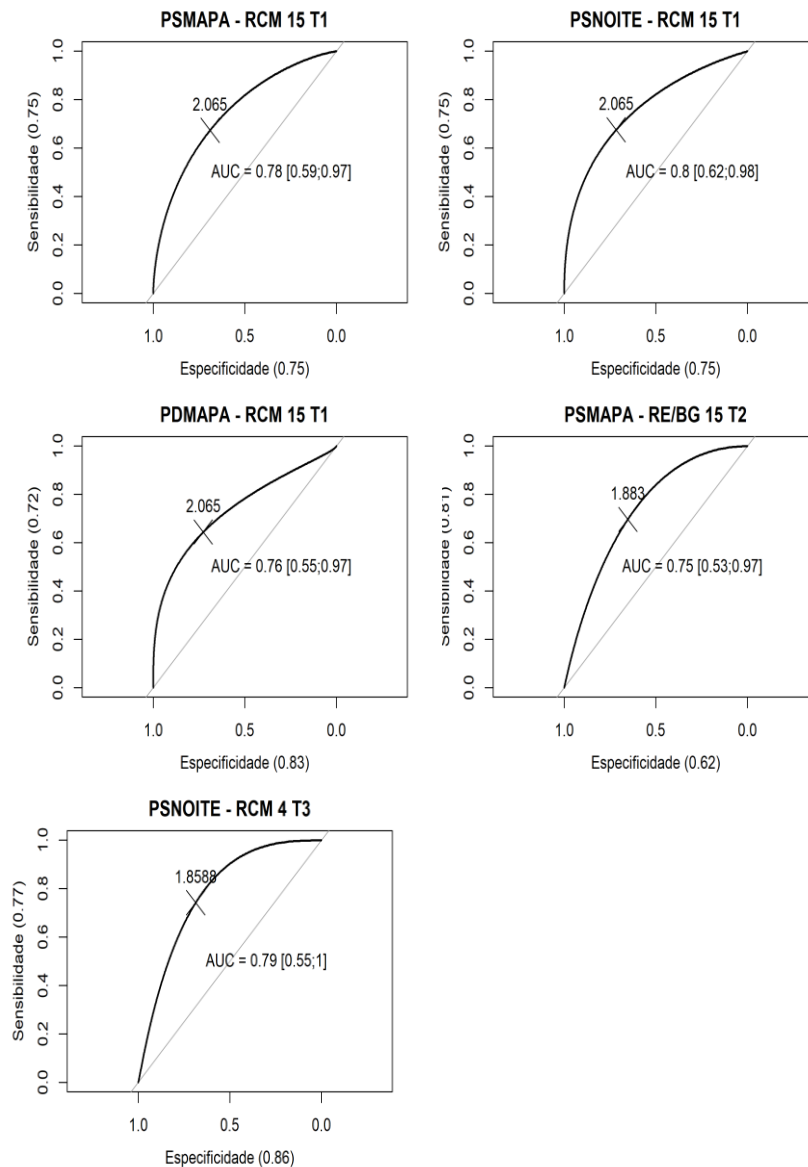 PSMAPA - RCM 15 T1
Sensibilidade (0.75)
1.0
0.8
0.6
0.4
0.2
0.0
2.065
AUC = 0.78 [0.59;0.97]
1.0 0.5 0.0
Especificidade (0.75)
PSNOITE - RCM 15 T1
Sensibilidade (0.75)
1.0
0.8
0.6
0.4
0.2
0.0
2.065
AUC = 0.8 [0.62;0.98]
1.0 0.5 0.0
Especificidade (0.75)
PDMAPA - RCM 15 T1
Sensibilidade (0.72)
1.0
0.8
0.6
0.4
0.2
0.0
2.065
AUC = 0.76 [0.55;0.97]
1.0 0.5 0.0
Especificidade (0.83)
PSMAPA - RE/BG 15 T2
Sensibilidade (0.81)
1.0
0.8
0.6
0.4
0.2
0.0
1.883
AUC = 0.75 [0.53;0.97]
1.0 0.5 0.0
Especificidade (0.62)
PSNOITE - RCM 4 T3
Sensibilidade (0.77)
1.0
0.8
0.6
0.4
0.2
0.0
1.8588
AUC = 0.79 [0.55;1]
1.0 0.5 0.0
Especificidade (0.86)